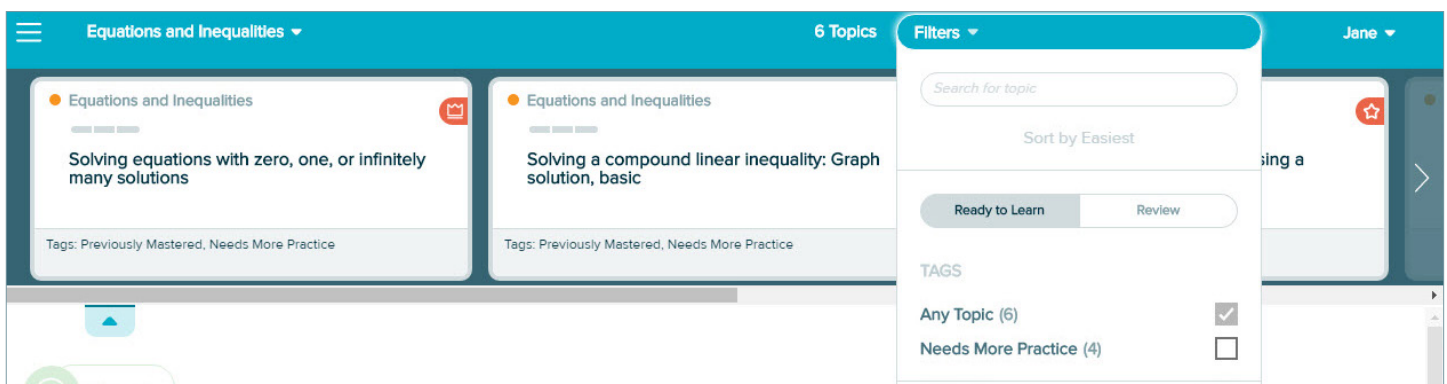 Equations and Inequalities
6 Topics
Filters
Jane
Equations and Inequalities
Solving equations with zero, one, or infinitely
many solutions
Tags: Previously Mastered, Needs More Practice
Equations and Inequalities
Solving a compound linear inequality: Graph
solution, basic
Tags: Previously Mastered, Needs More Practice
Search for topic
Sort by Easiest
Ready to Learn
Review
TAGS
Any Topic (6)
Needs More Practice (4)
a